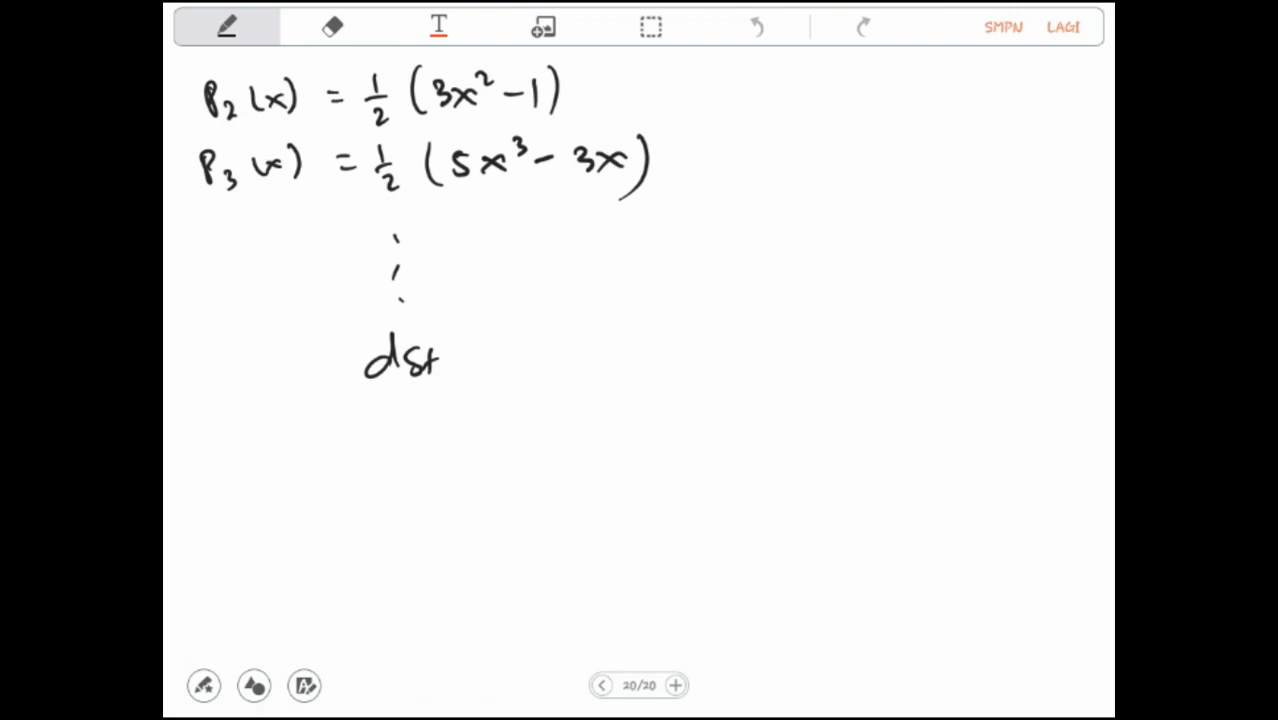 T SMPN LAGI
P₂(x) = 1/2 (3x² - 1)
P₃(x) = 1/2 (5x³ - 3x)
⋮
dst
20/20